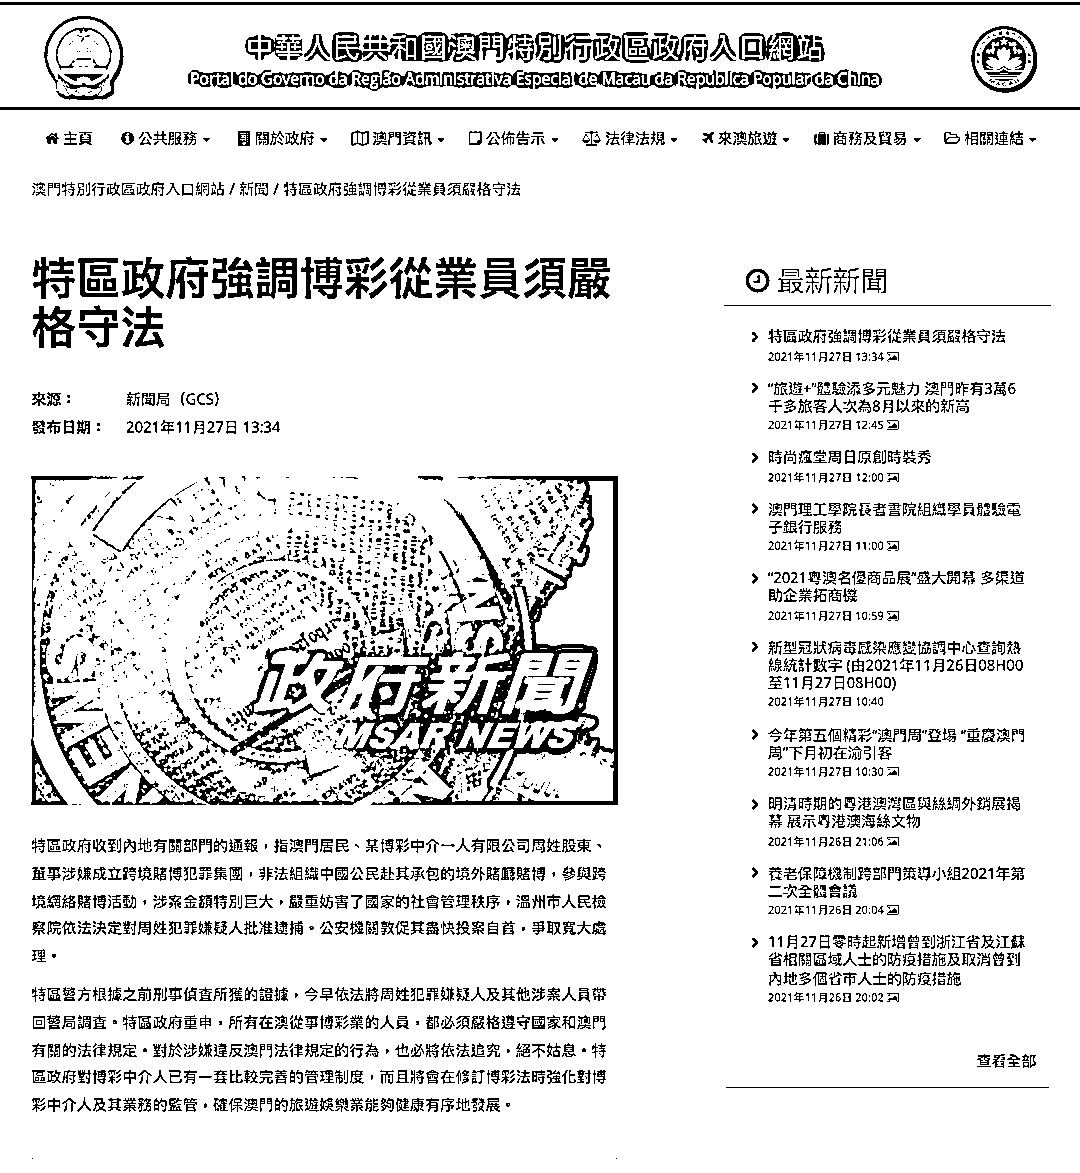 中華人民共和國澳門特別行政區政府入口網站
Portal do Governo da Região Administrativa Especial de Macau da República Popular da China
主頁 公共服務 關於政府 澳門資訊 公佈告示 法律法規 來澳旅遊 商務及貿易 相關連結
澳門特別行政區政府入口網站 / 新聞 / 特區政府強調博彩從業員須嚴格守法
特區政府強調博彩從業員須嚴
格守法
來源： 新聞局（GCS）
發布日期： 2021年11月27日 13:34
NEWS
政府新聞
MSAR NEWS
特區政府收到內地有關部門的通報，指澳門居民、某博彩中介一人有限公司周姓股東、
董事涉嫌成立跨境賭博犯罪集團，非法組織中國公民赴其承包的境外賭廳賭博，參與跨
境網絡賭博活動，涉案金額特別巨大，嚴重妨害了國家的社會管理秩序，溫州市人民檢
察院依法決定對周姓犯罪嫌疑人批准逮捕。公安機關敦促其盡快投案自首，爭取寬大處
理。
特區警方根據之前刑事偵查所獲的證據，今早依法將周姓犯罪嫌疑人及其他涉案人員帶
回警局調查。特區政府重申，所有在澳從事博彩業的人員，都必須嚴格遵守國家和澳門
有關的法律規定。對於涉嫌違反澳門法律規定的行為，也必將依法追究，絕不姑息。特
區政府對博彩中介人已有一套比較完善的管理制度，而且將會在修訂博彩法時強化對博
彩中介人及其業務的監管，確保澳門的旅遊娛樂業能夠健康有序地發展。
最新新聞
特區政府強調博彩從業員須嚴格守法
2021年11月27日 13:34
“旅遊+”體驗添多元魅力 澳門昨有3萬6
千多旅客人次為8月以來的新高
2021年11月27日 12:45
時尚瘋堂周日原創時裝秀
2021年11月27日 12:00
澳門理工學院長者書院組織學員體驗電
子銀行服務
2021年11月27日 11:00
“2021粵澳名優商品展”盛大開幕 多渠道
助企業拓商機
2021年11月27日 10:59
新型冠狀病毒感染應變協調中心查詢熱
線統計數字 (由2021年11月26日08H00
至11月27日08H00)
2021年11月27日 10:40
今年第五個精彩“澳門周”登場 “重慶澳門
周”下月初在渝引客
2021年11月27日 10:30
明清時期的粵港澳灣區與絲綢外銷展揭
幕 展示粵港澳海絲文物
2021年11月26日 21:06
養老保障機制跨部門策導小組2021年第
二次全體會議
2021年11月26日 20:04
11月27日零時起新增曾到浙江省及江蘇
省相關區域人士的防疫措施及取消曾到
內地多個省市人士的防疫措施
2021年11月26日 20:02
查看全部